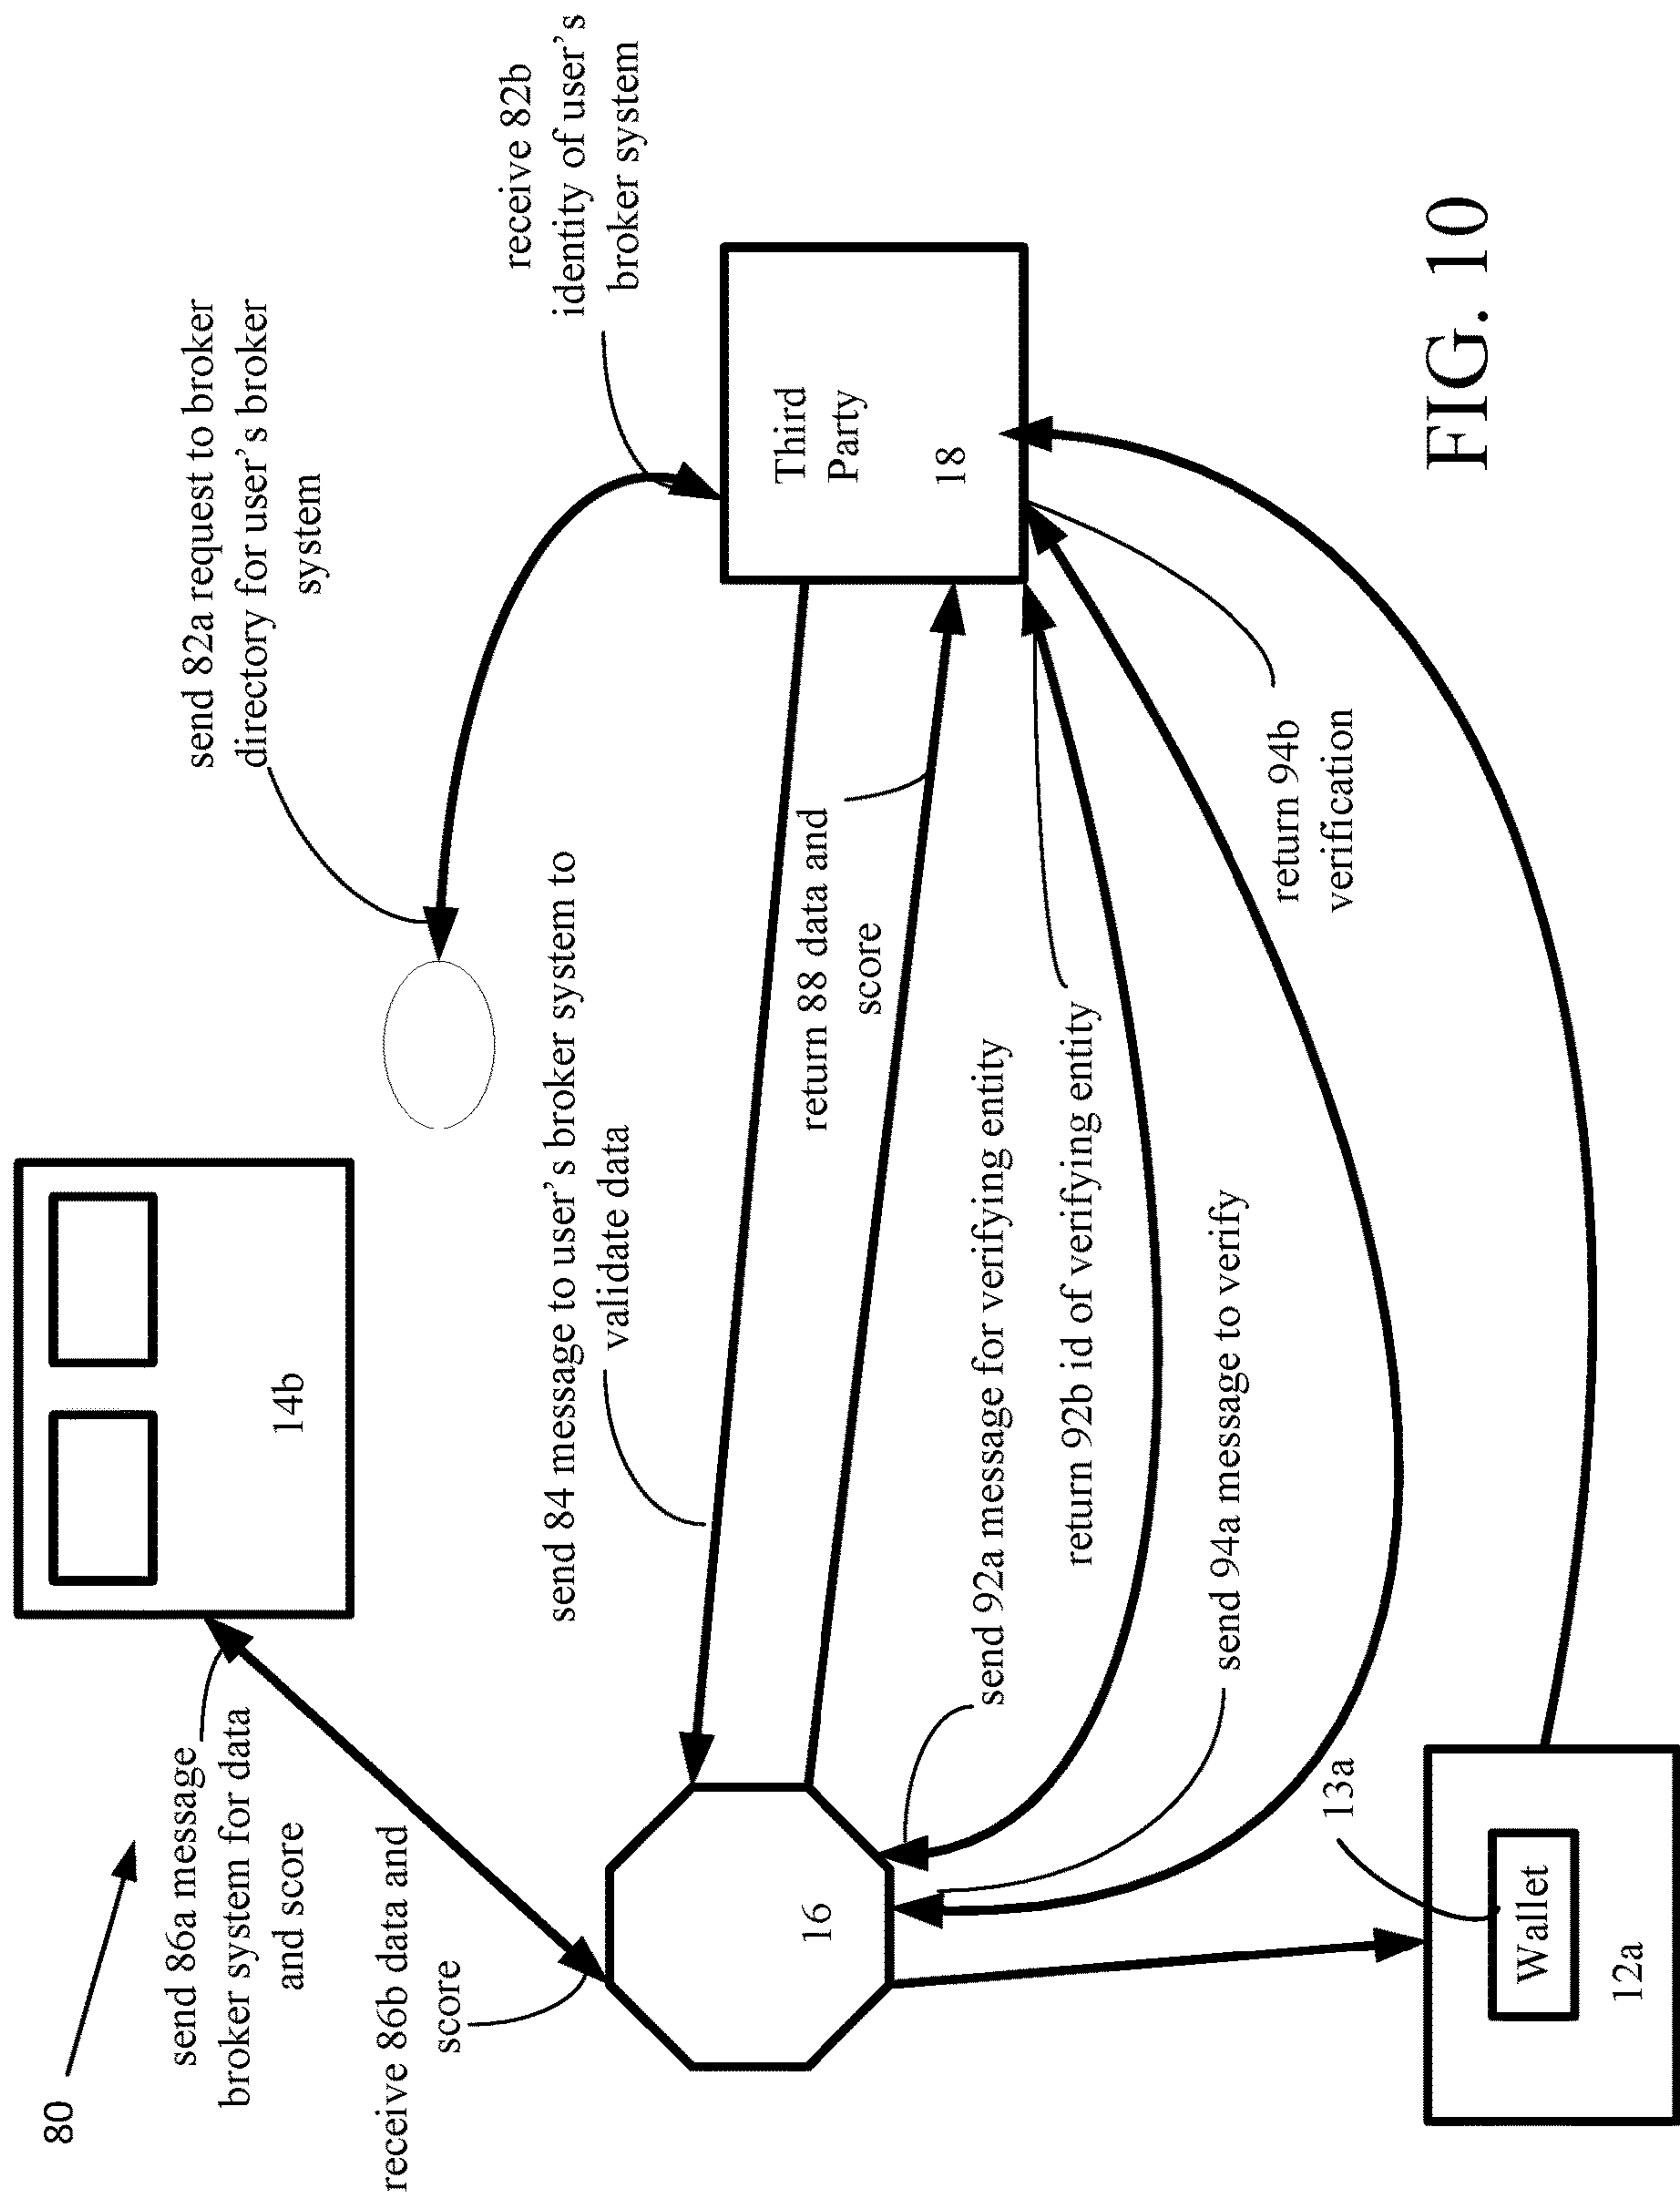 80
send 86a message
broker system for data
and score
receive 86b data and
score
14b
send 82a request to broker
directory for user's broker
system
receive 82b
identity of user's
broker system
send 84 message to user's broker system to
validate data
return 88 data and
score
Third
Party
18
16
send 92a message for verifying entity
return 92b id of verifying entity
send 94a message to verify
return 94b
verification
13a
Wallet
12a
FIG. 10